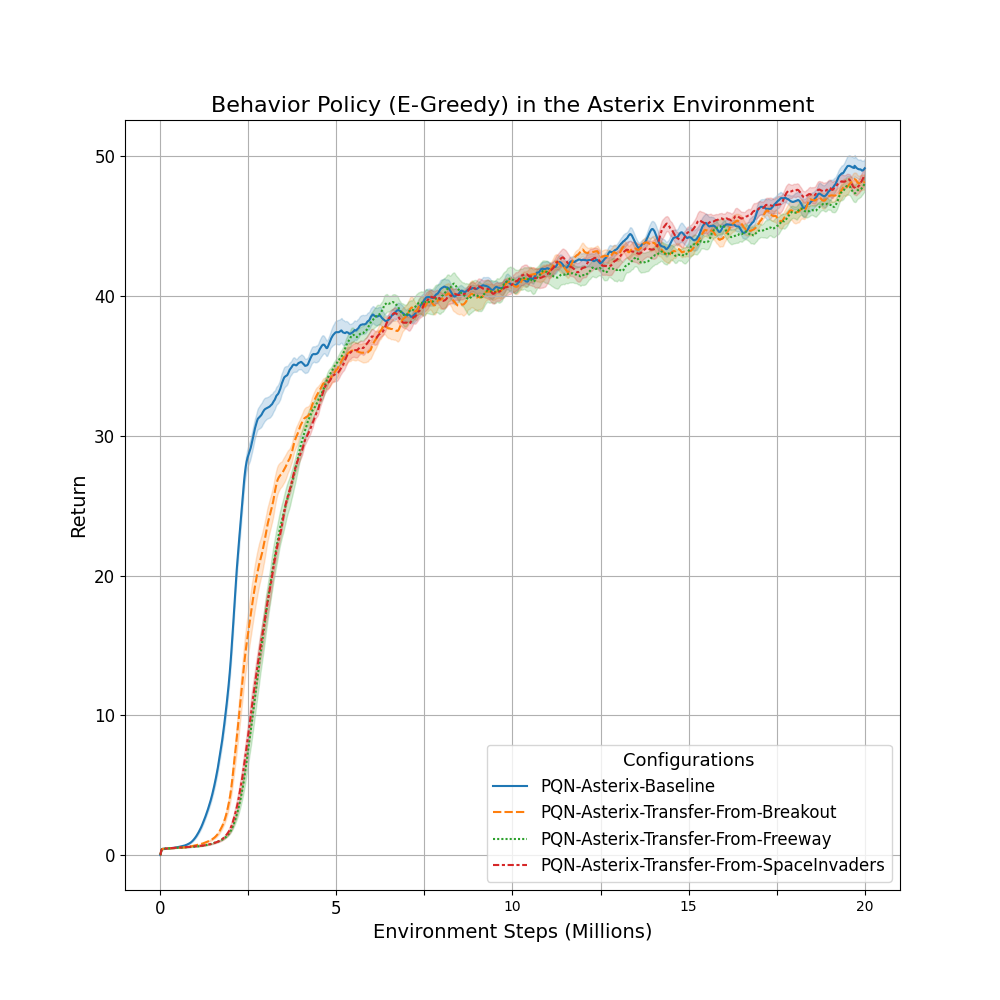 Behavior Policy (E-Greedy) in the Asterix Environment
Return
50
40
30
20
10
0
Configurations
PQN-Asterix-Baseline
PQN-Asterix-Transfer-From-Breakout
PQN-Asterix-Transfer-From-Freeway
PQN-Asterix-Transfer-From-SpaceInvaders
0 5 10 15 20
Environment Steps (Millions)